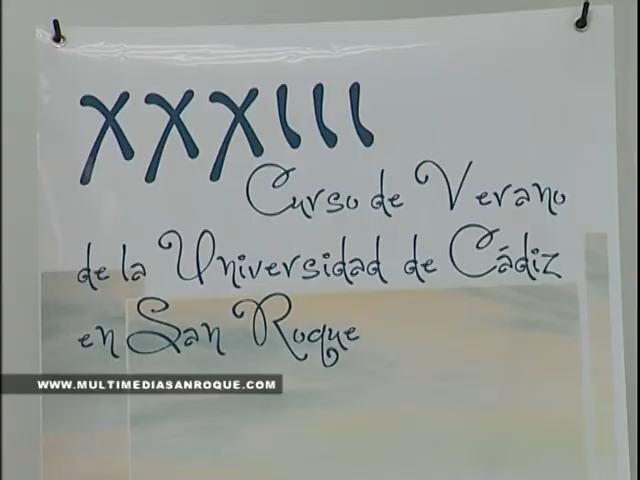 XXXIII
Curso de Verano
de la Universidad de Cádiz
en San Roque
WWW.MULTIMEDIASANROQUE.COM